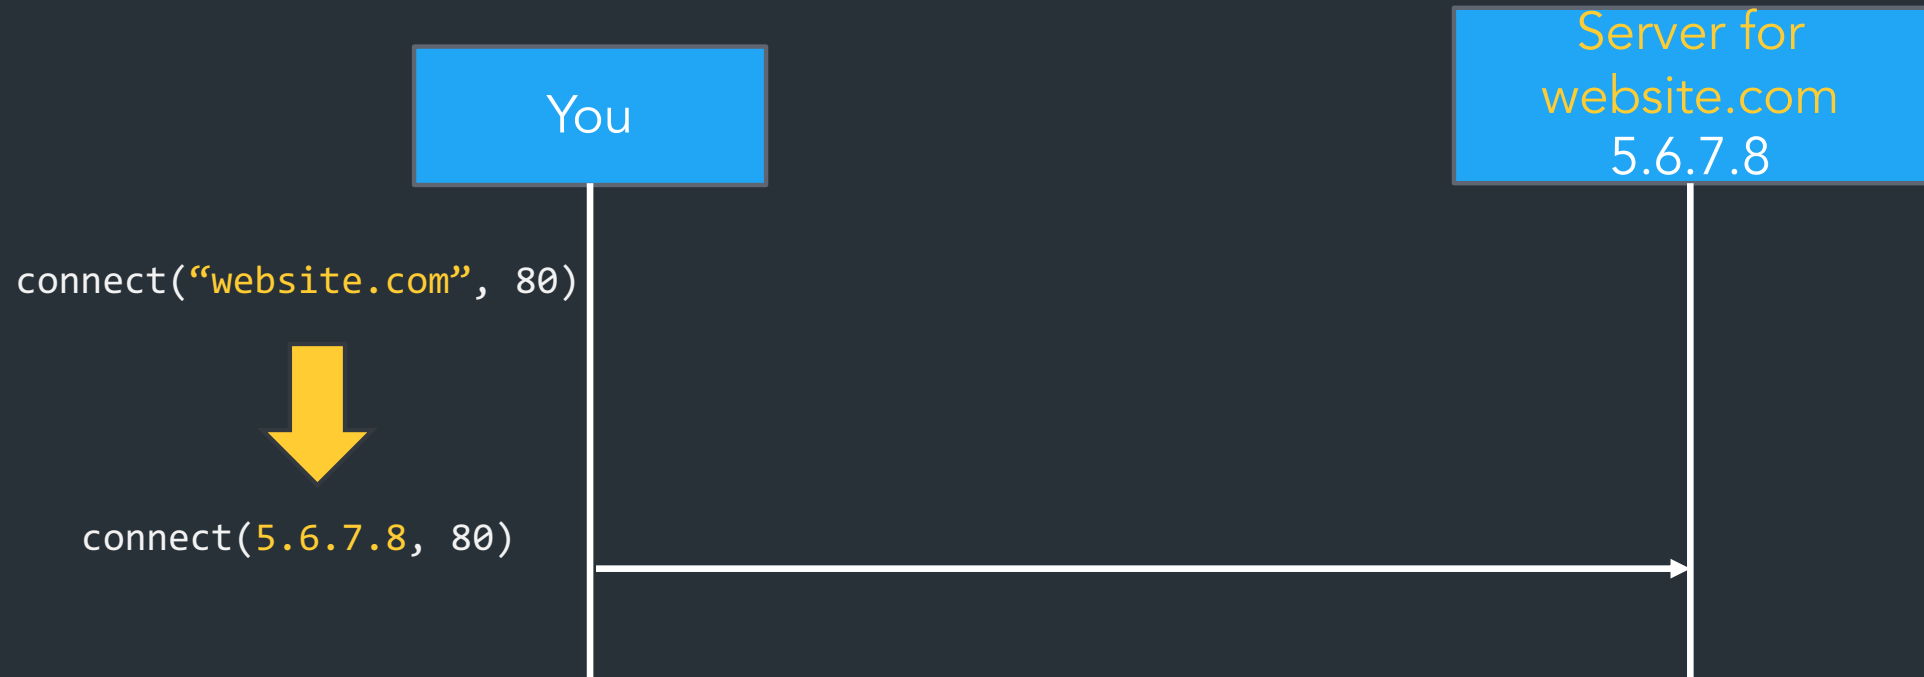 You
Server for
website.com
5.6.7.8
connect(“website.com”, 80)
connect(5.6.7.8, 80)